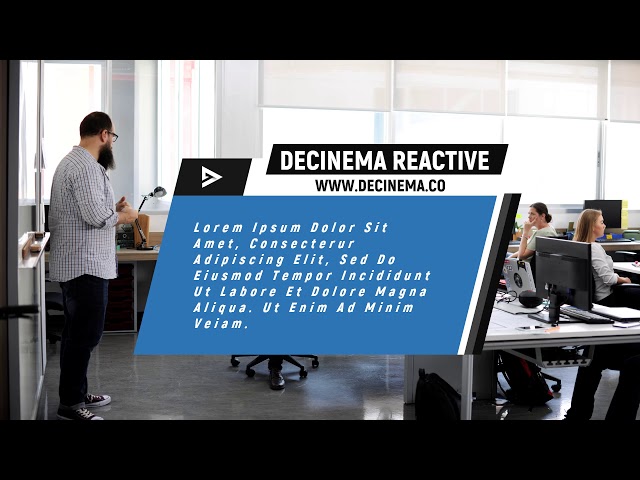 DECINEMA REACTIVE
WWW.DECINEMA.CO
Lorem Ipsum Dolor Sit
Amet, Consecterur
Adipiscing Elit, Sed Do
Eiusmod Tempor Incididunt
Ut Labore Et Dolore Magna
Aliqua. Ut Enim Ad Minim
Veiam.